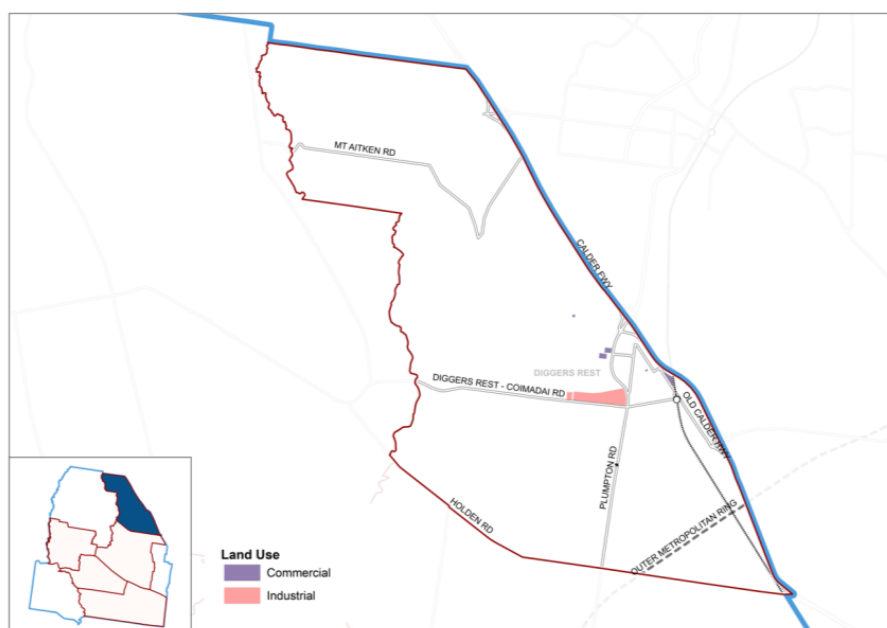 MT AITKEN RD
CALDER FWY
DIGGERS REST
DIGGERS REST - COIMADAI RD
OLD CALDER HWY
PLUMPTON RD
HOLDEN RD
OUTER METROPOLITAN RING
Land Use
Commercial
Industrial